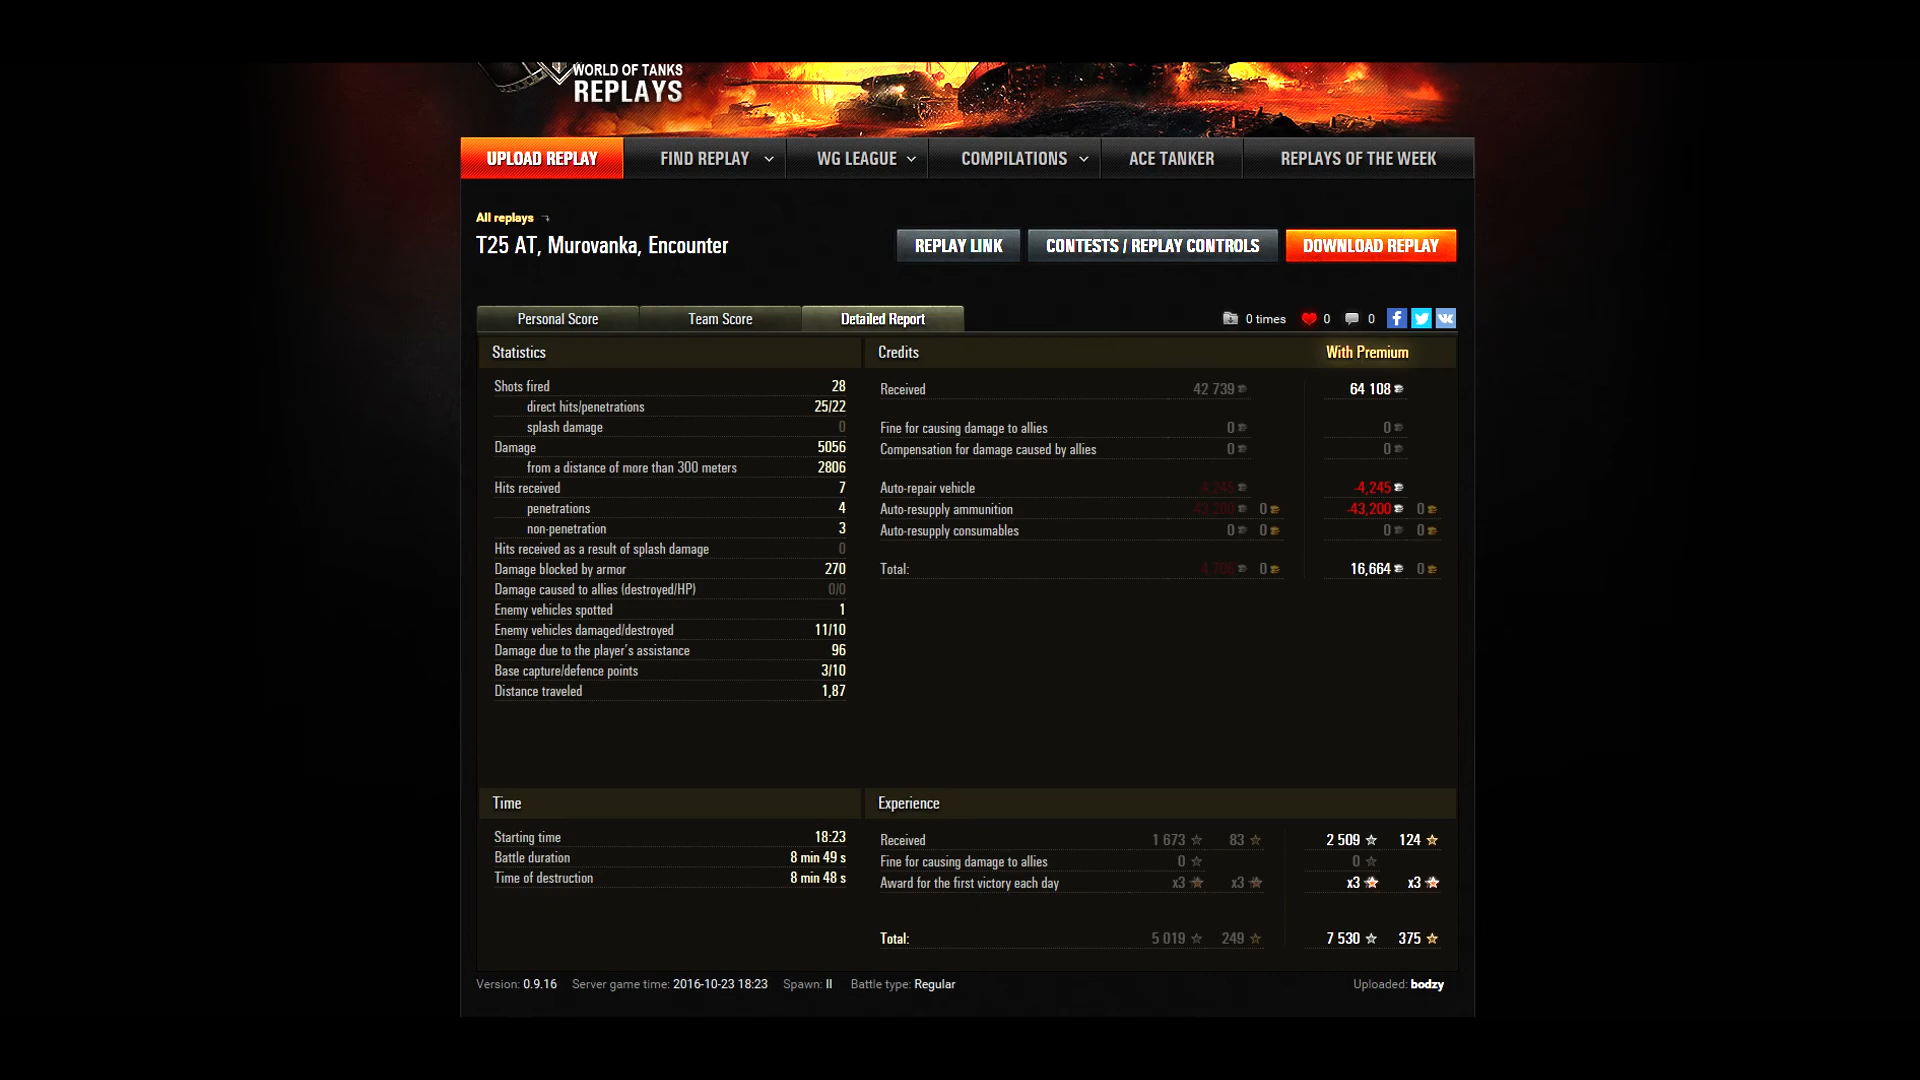 WORLD OF TANKS
REPLAYS
UPLOAD REPLAY FIND REPLAY WG LEAGUE COMPILATIONS ACE TANKER REPLAYS OF THE WEEK
All replays
T25 AT, Murovanka, Encounter REPLAY LINK CONTESTS / REPLAY CONTROLS DOWNLOAD REPLAY
Personal Score Team Score Detailed Report 0 times 0 0
Statistics
Shots fired 28
direct hits/penetrations 25/22
splash damage 0
Damage 5056
from a distance of more than 300 meters 2806
Hits received 7
penetrations 4
non-penetration 3
Hits received as a result of splash damage 0
Damage blocked by armor 270
Damage caused to allies (destroyed/HP) 0/0
Enemy vehicles spotted 1
Enemy vehicles damaged/destroyed 11/10
Damage due to the player's assistance 96
Base capture/defence points 3/10
Distance traveled 1,87
Credits With Premium
Received 42 739 64 108
Fine for causing damage to allies 0 0
Compensation for damage caused by allies 0 0
Auto-repair vehicle -4,245 -4,245
Auto-resupply ammunition -43,200 0 -43,200 0
Auto-resupply consumables 0 0 0 0
Total: 0 16,664 0
Time
Starting time 18:23
Battle duration 8 min 49 s
Time of destruction 8 min 48 s
Experience
Received 1 673 83 2 509 124
Fine for causing damage to allies 0 0
Award for the first victory each day x3 x3 x3 x3
Total: 5 019 249 7 530 375
Version: 0.9.16 Server game time: 2016-10-23 18:23 Spawn: II Battle type: Regular Uploaded: bodzy